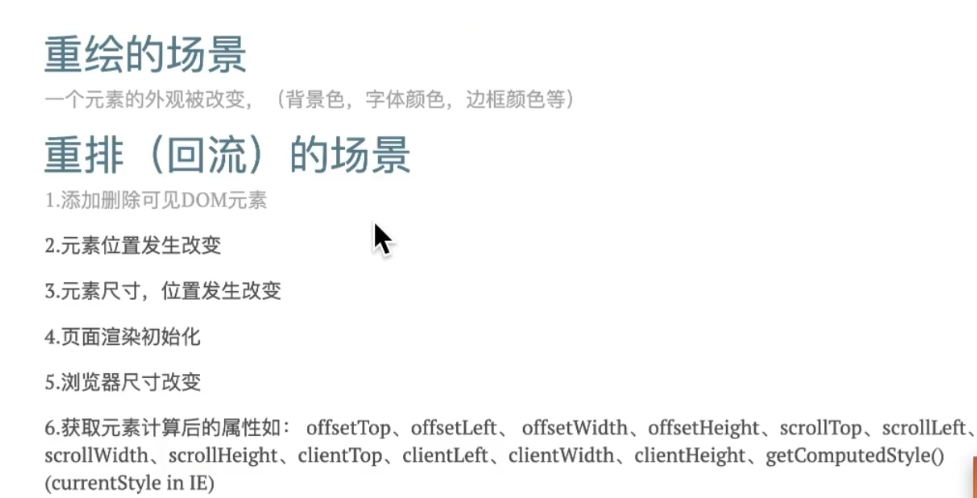 重绘的场景
一个元素的外观被改变，（背景色，字体颜色，边框颜色等）
重排（回流）的场景
1.添加删除可见DOM元素
2.元素位置发生改变
3.元素尺寸，位置发生改变
4.页面渲染初始化
5.浏览器尺寸改变
6.获取元素计算后的属性如： offsetTop、offsetLeft、 offsetWidth、offsetHeight、scrollTop、scrollLeft、
scrollWidth、scrollHeight、clientTop、clientLeft、clientWidth、clientHeight、getComputedStyle()
(currentStyle in IE)